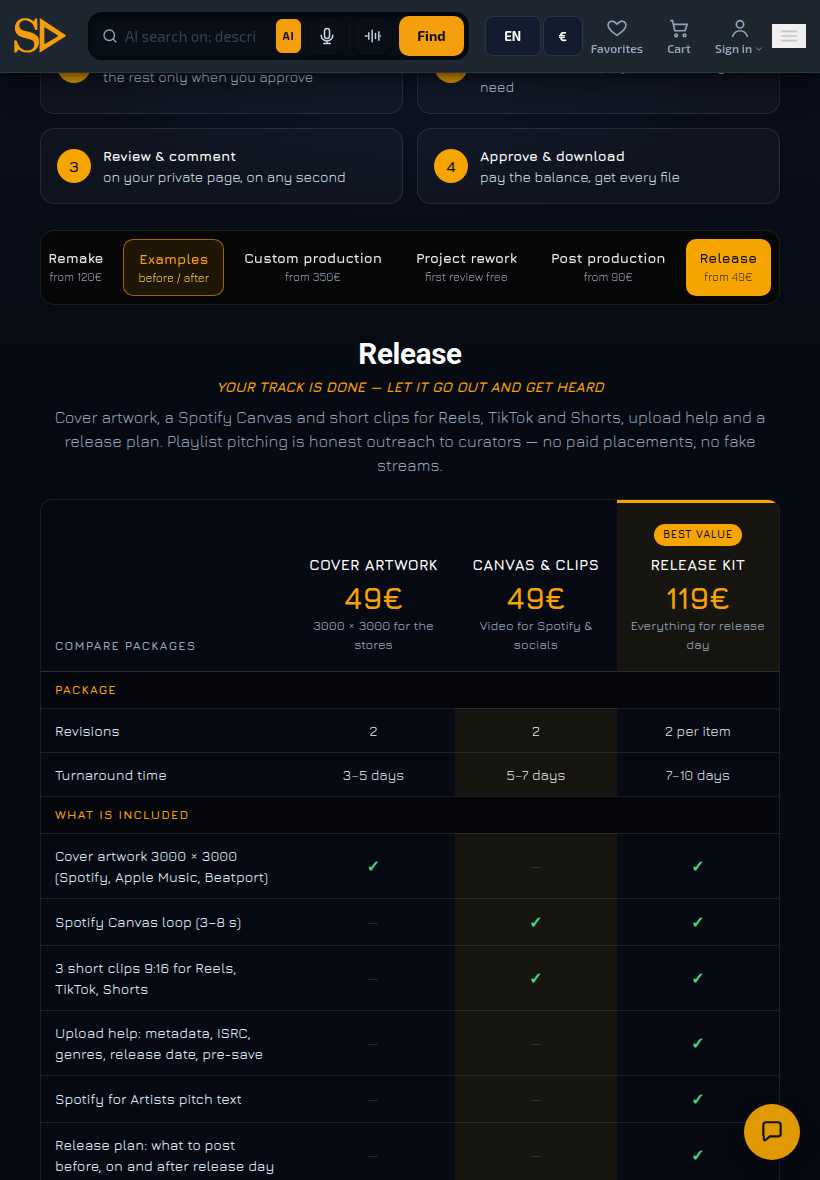 SD
AI search on: descri
AI
Find
EN
€
Favorites
Cart
Sign in
the rest only when you approve
need
3
Review & comment
on your private page, on any second
4
Approve & download
pay the balance, get every file
Remake
from 120€
Examples
before / after
Custom production
from 350€
Project rework
first review free
Post production
from 90€
Release
from 49€
Release
YOUR TRACK IS DONE — LET IT GO OUT AND GET HEARD
Cover artwork, a Spotify Canvas and short clips for Reels, TikTok and Shorts, upload help and a
release plan. Playlist pitching is honest outreach to curators — no paid placements, no fake
streams.
COMPARE PACKAGES
COVER ARTWORK
49€
3000 × 3000 for the
stores
CANVAS & CLIPS
49€
Video for Spotify &
socials
BEST VALUE
RELEASE KIT
119€
Everything for release
day
PACKAGE
Revisions
2
2
2 per item
Turnaround time
3–5 days
5–7 days
7–10 days
WHAT IS INCLUDED
Cover artwork 3000 × 3000
(Spotify, Apple Music, Beatport)
✓
—
✓
Spotify Canvas loop (3–8 s)
—
✓
✓
3 short clips 9:16 for Reels,
TikTok, Shorts
—
✓
✓
Upload help: metadata, ISRC,
genres, release date, pre-save
—
—
✓
Spotify for Artists pitch text
—
—
✓
Release plan: what to post
before, on and after release day
—
—
✓